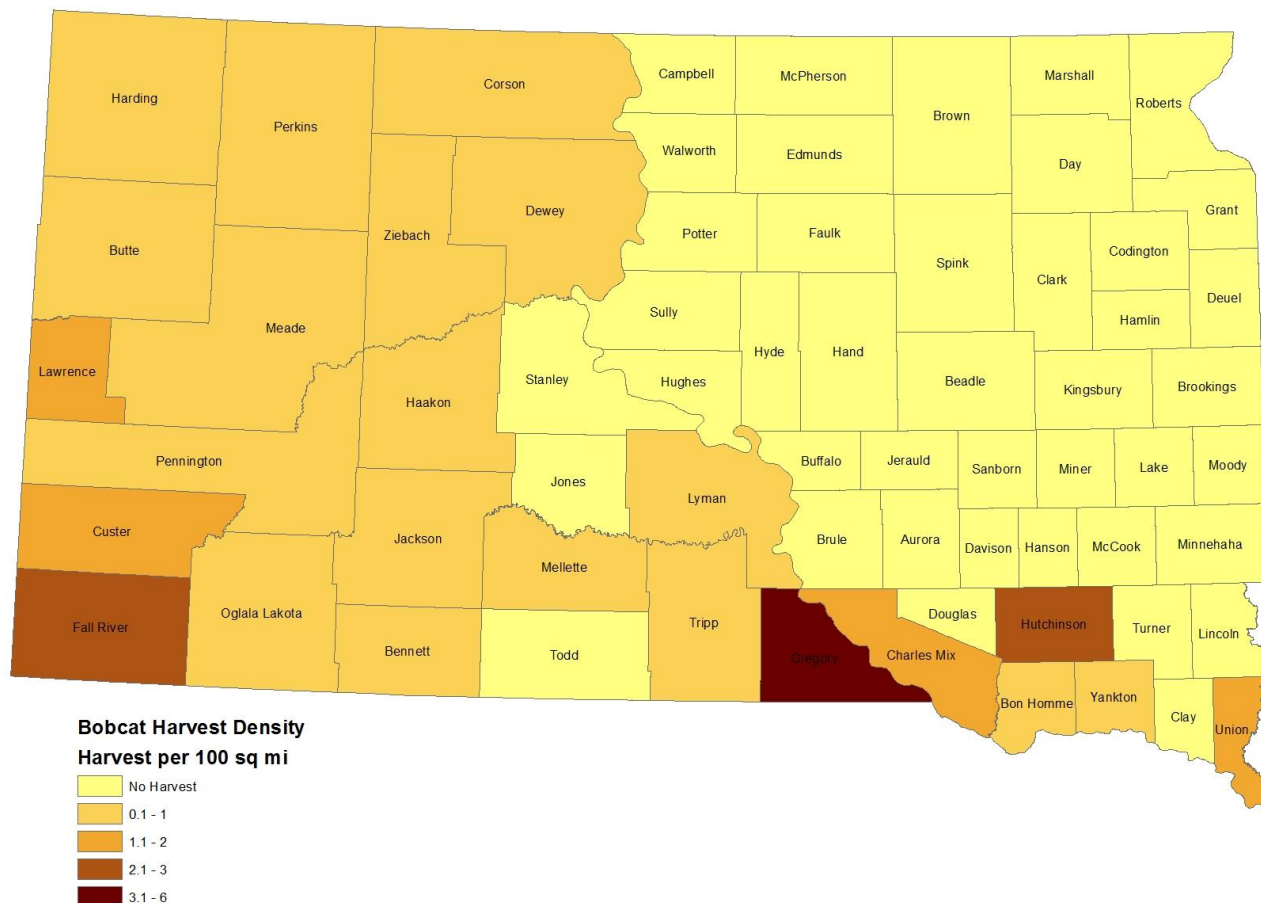 Campbell
McPherson
Marshall
Corson
Harding
Roberts
Brown
Perkins
Walworth
Edmunds
Day
Dewey
Grant
Ziebach
Potter
Faulk
Butte
Codington
Spink
Clark
Deuel
Sully
Hamlin
Meade
Hyde
Hand
Lawrence
Stanley
Hughes
Beadle
Kingsbury
Brookings
Haakon
Pennington
Buffalo
Jerauld
Sanborn
Miner
Lake
Moody
Jones
Lyman
Custer
Jackson
Brule
Aurora
Davison
Hanson
McCook
Minnehaha
Mellette
Oglala Lakota
Douglas
Fall River
Tripp
Hutchinson
Turner
Lincoln
Bennett
Todd
Gregory
Charles Mix
Bon Homme
Yankton
Clay
Union
Bobcat Harvest Density
Harvest per 100 sq mi
No Harvest
0.1 - 1
1.1 - 2
2.1 - 3
3.1 - 6